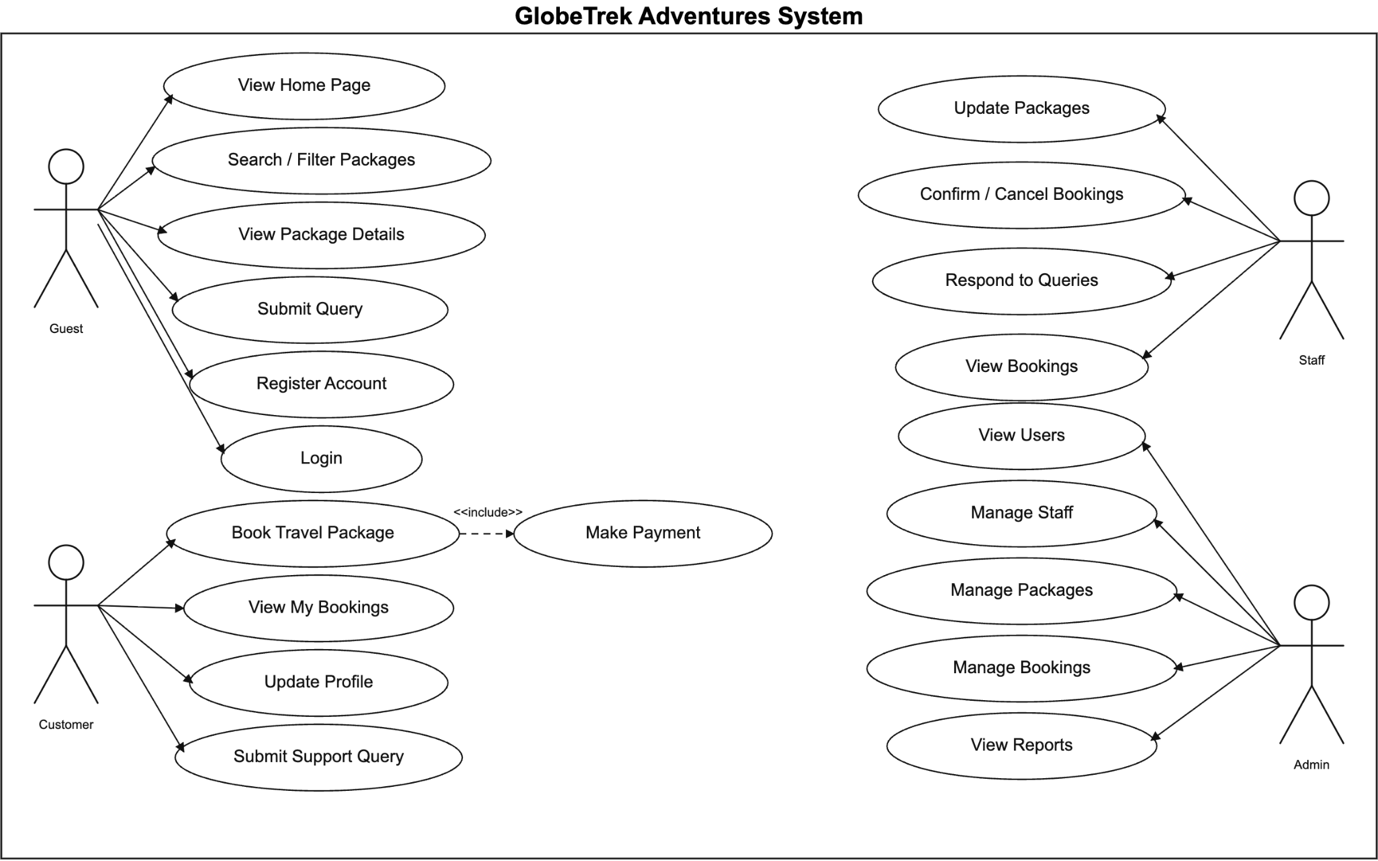 GlobeTrek Adventures System
View Home Page
Search / Filter Packages
View Package Details
Submit Query
Register Account
Login
Guest
Book Travel Package
<<include>>
Make Payment
View My Bookings
Update Profile
Submit Support Query
Customer
Update Packages
Confirm / Cancel Bookings
Respond to Queries
View Bookings
Staff
View Users
Manage Staff
Manage Packages
Manage Bookings
View Reports
Admin